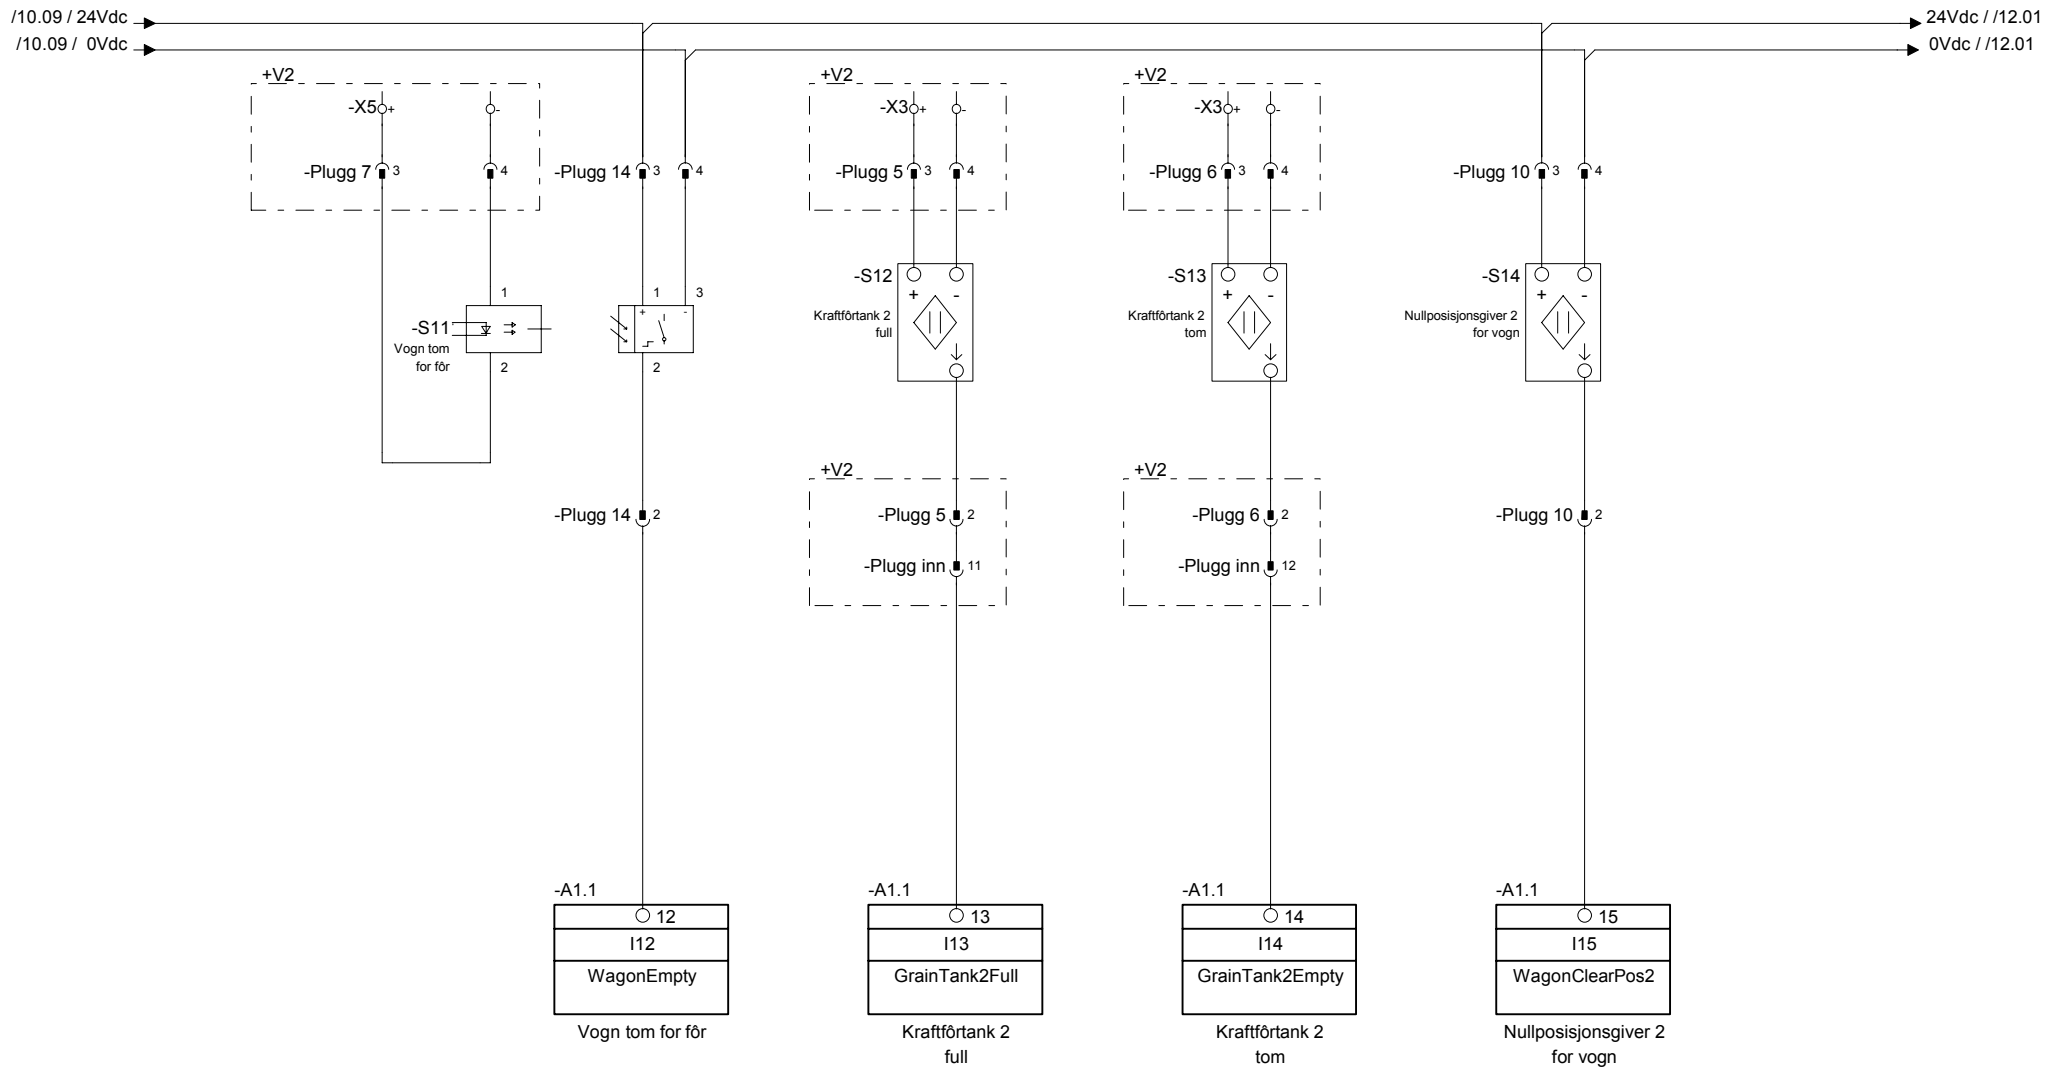 /10.09 / 24Vdc
24Vdc / /12.01
/10.09 / 0Vdc
0Vdc / /12.01
+V2
+V2
+V2
-X5 + -
-X3 + -
-X3 + -
-Plugg 7 3 4
-Plugg 14 3 4
-Plugg 5 3 4
-Plugg 6 3 4
-Plugg 10 3 4
-S11
Vogn tom
for fôr
1
2
1 3
+ -
2
-S12
+ -
Kraftfôrtank 2
full
-S13
+ -
Kraftfôrtank 2
tom
-S14
+ -
Nullposisjonsgiver 2
for vogn
+V2
+V2
-Plugg 14 2
-Plugg 5 2
-Plugg 6 2
-Plugg 10 2
-Plugg inn 11
-Plugg inn 12
-A1.1
12
I12
WagonEmpty
Vogn tom for fôr
-A1.1
13
I13
GrainTank2Full
Kraftfôrtank 2
full
-A1.1
14
I14
GrainTank2Empty
Kraftfôrtank 2
tom
-A1.1
15
I15
WagonClearPos2
Nullposisjonsgiver 2
for vogn